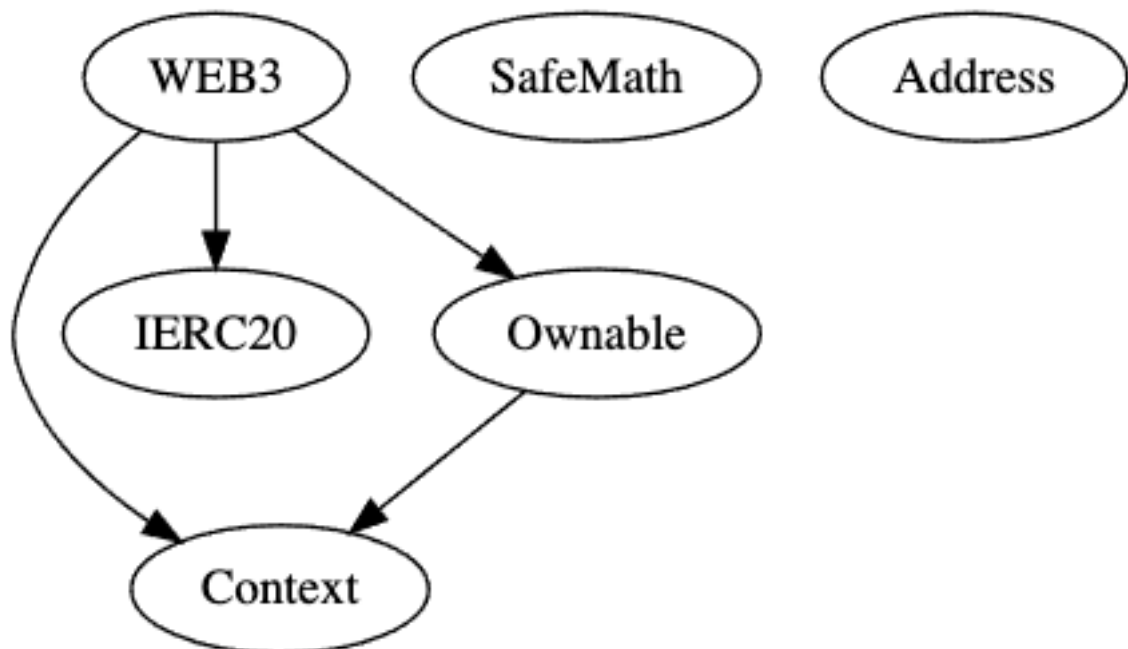 WEB3
SafeMath
Address
IERC20
Ownable
Context